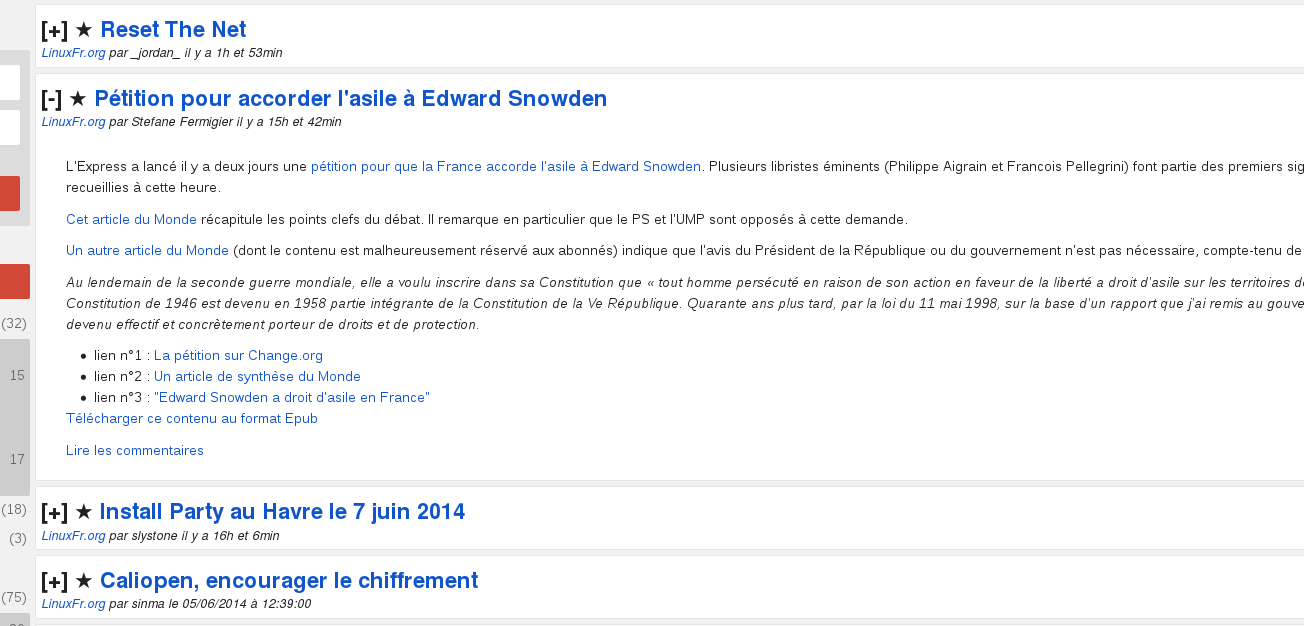 [+] ★ Reset The Net
LinuxFr.org par _jordan_ il y a 1h et 53min
[-] ★ Pétition pour accorder l'asile à Edward Snowden
LinuxFr.org par Stefane Fermigier il y a 15h et 42min
L'Express a lancé il y a deux jours une pétition pour que la France accorde l'asile à Edward Snowden. Plusieurs libristes éminents (Philippe Aigrain et Francois Pellegrini) font partie des premiers
recueillies à cette heure.
Cet article du Monde récapitule les points clefs du débat. Il remarque en particulier que le PS et l'UMP sont opposés à cette demande.
Un autre article du Monde (dont le contenu est malheureusement réservé aux abonnés) indique que l'avis du Président de la République ou du gouvernement n'est pas nécessaire, compte-tenu de
Au lendemain de la seconde guerre mondiale, elle a voulu inscrire dans sa Constitution que « tout homme persécuté en raison de son action en faveur de la liberté a droit d'asile sur les territoires
(32)
Constitution de 1946 est devenu en 1958 partie intégrante de la Constitution de la Ve République. Quarante ans plus tard, par la loi du 11 mai 1998, sur la base d'un rapport que j'ai remis au
devenu effectif et concrètement porteur de droits et de protection.
• lien n°1 : La pétition sur Change.org
15
• lien n°2 : Un article de synthèse du Monde
• lien n°3 : "Edward Snowden a droit d'asile en France"
Télécharger ce contenu au format Epub
17
Lire les commentaires
(18)
[+] ★ Install Party au Havre le 7 juin 2014
(3)
LinuxFr.org par slystone il y a 16h et 6min
[+] ★ Caliopen, encourager le chiffrement
(75)
LinuxFr.org par sinma le 05/06/2014 à 12:39:00